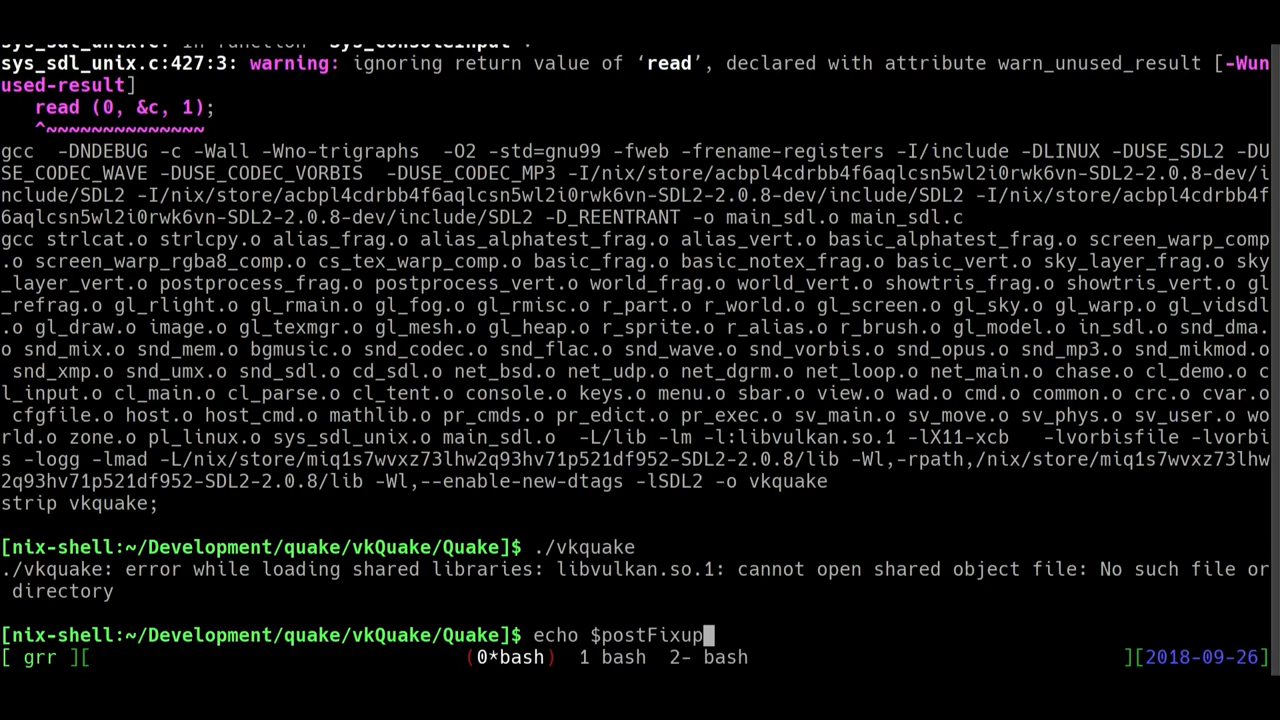 sys_sdl_unix.c: In function ‘Sys_ConsoleInput’:
sys_sdl_unix.c:427:3: warning: ignoring return value of ‘read’, declared with attribute warn_unused_result [-Wun
used-result]
   read (0, &c, 1);
   ^~~~~~~~~~~~~~~
gcc  -DNDEBUG -c -Wall -Wno-trigraphs  -O2 -std=gnu99 -fweb -frename-registers -I/include -DLINUX -DUSE_SDL2 -DU
SE_CODEC_WAVE -DUSE_CODEC_VORBIS  -DUSE_CODEC_MP3 -I/nix/store/acbpl4cdrbb4f6aqlcsn5wl2i0rwk6vn-SDL2-2.0.8-dev/i
nclude/SDL2 -I/nix/store/acbpl4cdrbb4f6aqlcsn5wl2i0rwk6vn-SDL2-2.0.8-dev/include/SDL2 -I/nix/store/acbpl4cdrbb4f
6aqlcsn5wl2i0rwk6vn-SDL2-2.0.8-dev/include/SDL2 -D_REENTRANT -o main_sdl.o main_sdl.c
gcc strlcat.o strlcpy.o alias_frag.o alias_alphatest_frag.o alias_vert.o basic_alphatest_frag.o screen_warp_comp
.o screen_warp_rgba8_comp.o cs_tex_warp_comp.o basic_frag.o basic_notex_frag.o basic_vert.o sky_layer_frag.o sky
_layer_vert.o postprocess_frag.o postprocess_vert.o world_frag.o world_vert.o showtris_frag.o showtris_vert.o gl
_refrag.o gl_rlight.o gl_rmain.o gl_fog.o gl_rmisc.o r_part.o r_world.o gl_screen.o gl_sky.o gl_warp.o gl_vidsdl
.o gl_draw.o image.o gl_texmgr.o gl_mesh.o gl_heap.o r_sprite.o r_alias.o r_brush.o gl_model.o in_sdl.o snd_dma.
o snd_mix.o snd_mem.o bgmusic.o snd_codec.o snd_flac.o snd_wave.o snd_vorbis.o snd_opus.o snd_mp3.o snd_mikmod.o
 snd_xmp.o snd_umx.o snd_sdl.o cd_sdl.o net_bsd.o net_udp.o net_dgrm.o net_loop.o net_main.o chase.o cl_demo.o c
l_input.o cl_main.o cl_parse.o cl_tent.o console.o keys.o menu.o sbar.o view.o wad.o cmd.o common.o crc.o cvar.o
 cfgfile.o host.o host_cmd.o mathlib.o pr_cmds.o pr_edict.o pr_exec.o sv_main.o sv_move.o sv_phys.o sv_user.o wo
rld.o zone.o pl_linux.o sys_sdl_unix.o main_sdl.o  -L/lib -lm -l:libvulkan.so.1 -lX11-xcb   -lvorbisfile -lvorbi
s -logg -lmad -L/nix/store/miq1s7wvxz73lhw2q93hv71p521df952-SDL2-2.0.8/lib -Wl,-rpath,/nix/store/miq1s7wvxz73lhw
2q93hv71p521df952-SDL2-2.0.8/lib -Wl,--enable-new-dtags -lSDL2 -o vkquake
strip vkquake;
[nix-shell:~/Development/quake/vkQuake/Quake]$ ./vkquake
./vkquake: error while loading shared libraries: libvulkan.so.1: cannot open shared object file: No such file or
 directory
[nix-shell:~/Development/quake/vkQuake/Quake]$ echo $postFixup
[ grr ][ (0*bash) 1 bash 2- bash ][2018-09-26]